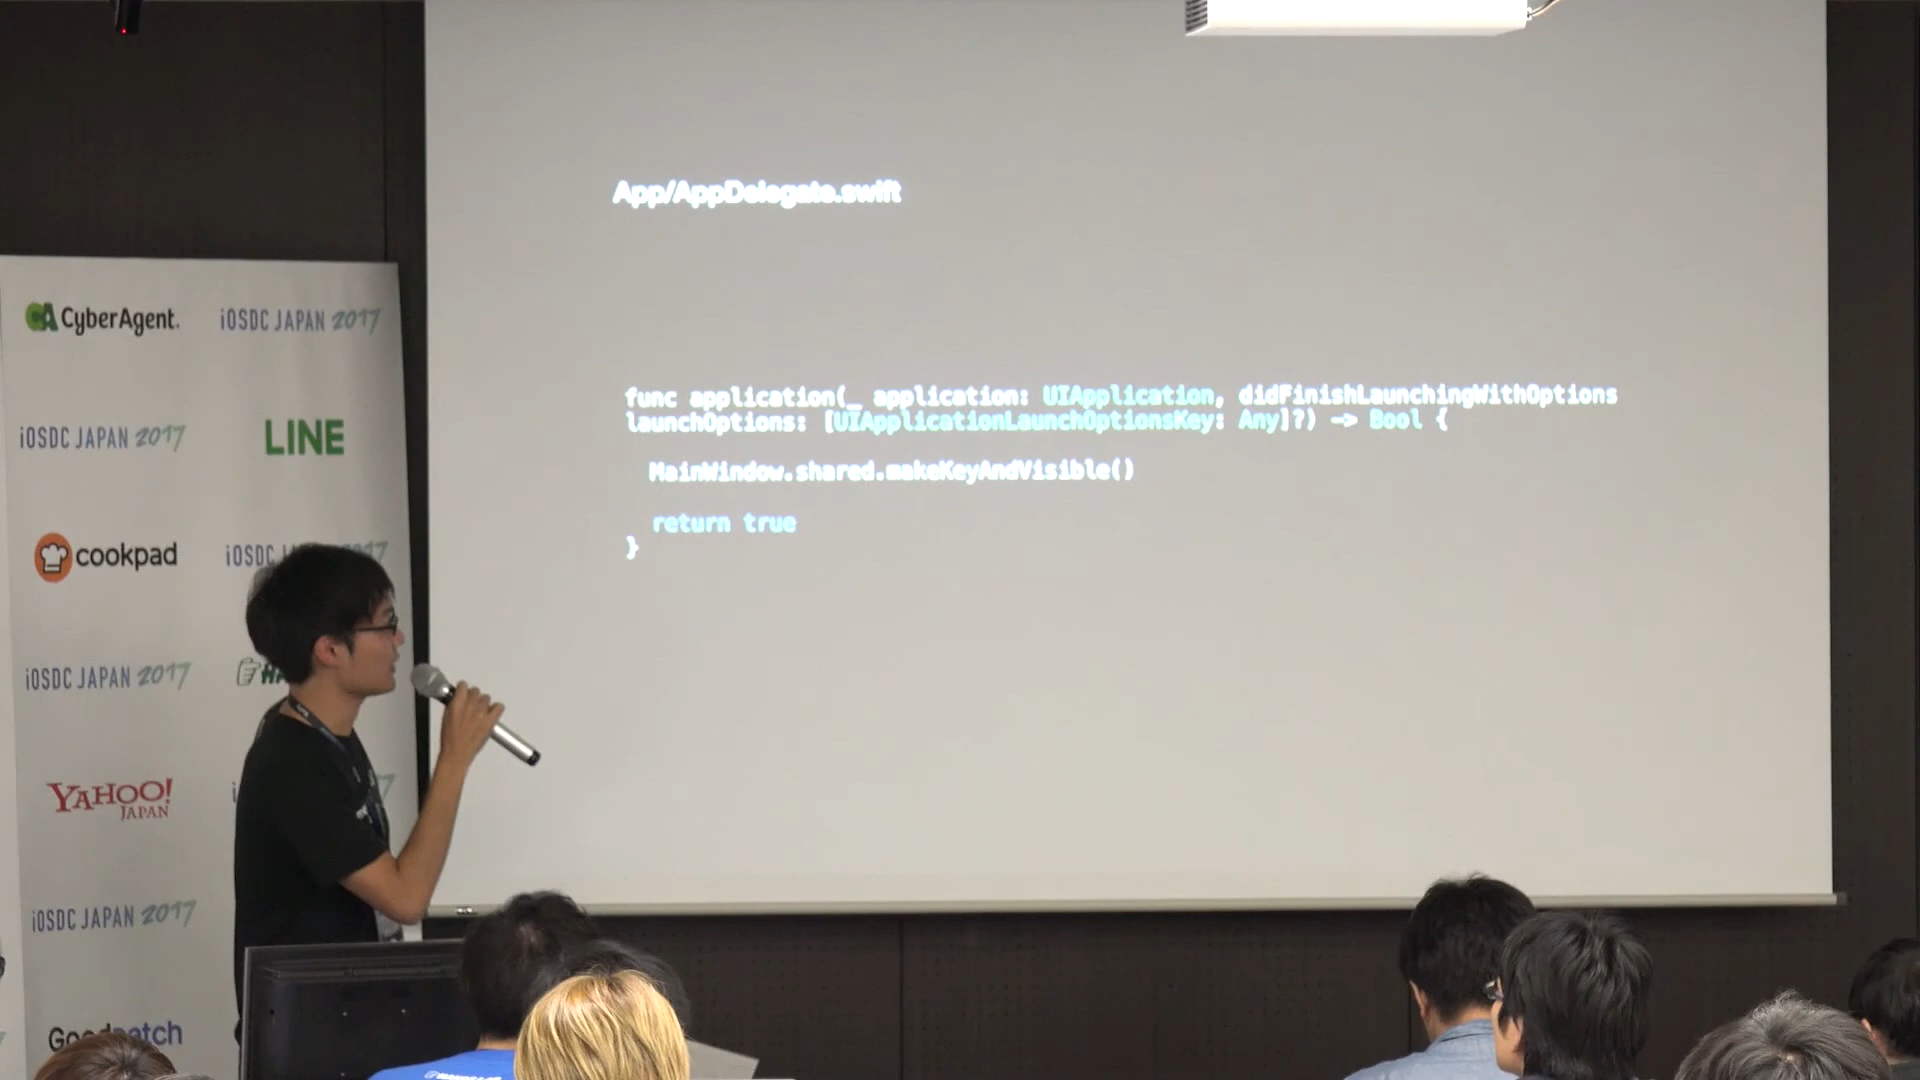 App/AppDelegate.swift
func application(_ application: UIApplication, didFinishLaunchingWithOptions
launchOptions: [UIApplicationLaunchOptionsKey: Any]?) -> Bool {
MainWindow.shared.makeKeyAndVisible()
return true
}
CyberAgent.
iOSDC JAPAN 2017
iOSDC JAPAN 2017
LINE
cookpad
iOSDC
iOSDC JAPAN 2017
YAHOO!
JAPAN
iOSDC JAPAN 2017